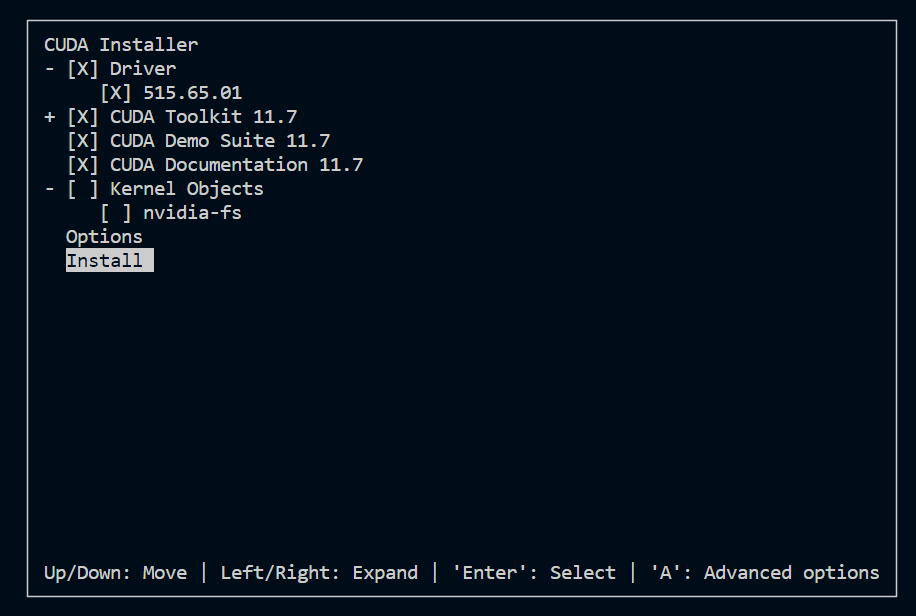 CUDA Installer
- [X] Driver
[X] 515.65.01
+ [X] CUDA Toolkit 11.7
[X] CUDA Demo Suite 11.7
[X] CUDA Documentation 11.7
- [ ] Kernel Objects
[ ] nvidia-fs
Options
Install
Up/Down: Move | Left/Right: Expand | 'Enter': Select | 'A': Advanced options